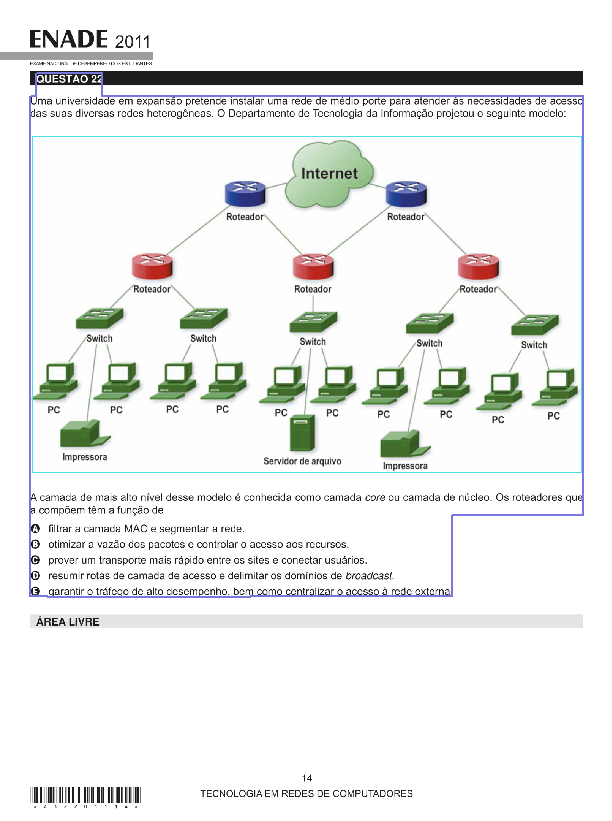 ENADE 2011
EXAME NACIONAL DE DESEMPENHO DOS ESTUDANTES
QUESTÃO 22
Uma universidade em expansão pretende instalar uma rede de médio porte para atender às necessidades de acesso
das suas diversas redes heterogêneas. O Departamento de Tecnologia da Informação projetou o seguinte modelo:
Internet
Roteador
Roteador
Roteador
Roteador
Roteador
Switch
Switch
Switch
Switch
Switch
PC
PC
PC
PC
PC
PC
PC
PC
PC
PC
Impressora
Servidor de arquivo
Impressora
A camada de mais alto nível desse modelo é conhecida como camada core ou camada de núcleo. Os roteadores que
a compõem têm a função de
A filtrar a camada MAC e segmentar a rede.
B otimizar a vazão dos pacotes e controlar o acesso aos recursos.
C prover um transporte mais rápido entre os sites e conectar usuários.
D resumir rotas de camada de acesso e delimitar os domínios de broadcast.
E garantir o tráfego de alto desempenho, bem como centralizar o acesso à rede externa
ÁREA LIVRE
14
TECNOLOGIA EM REDES DE COMPUTADORES